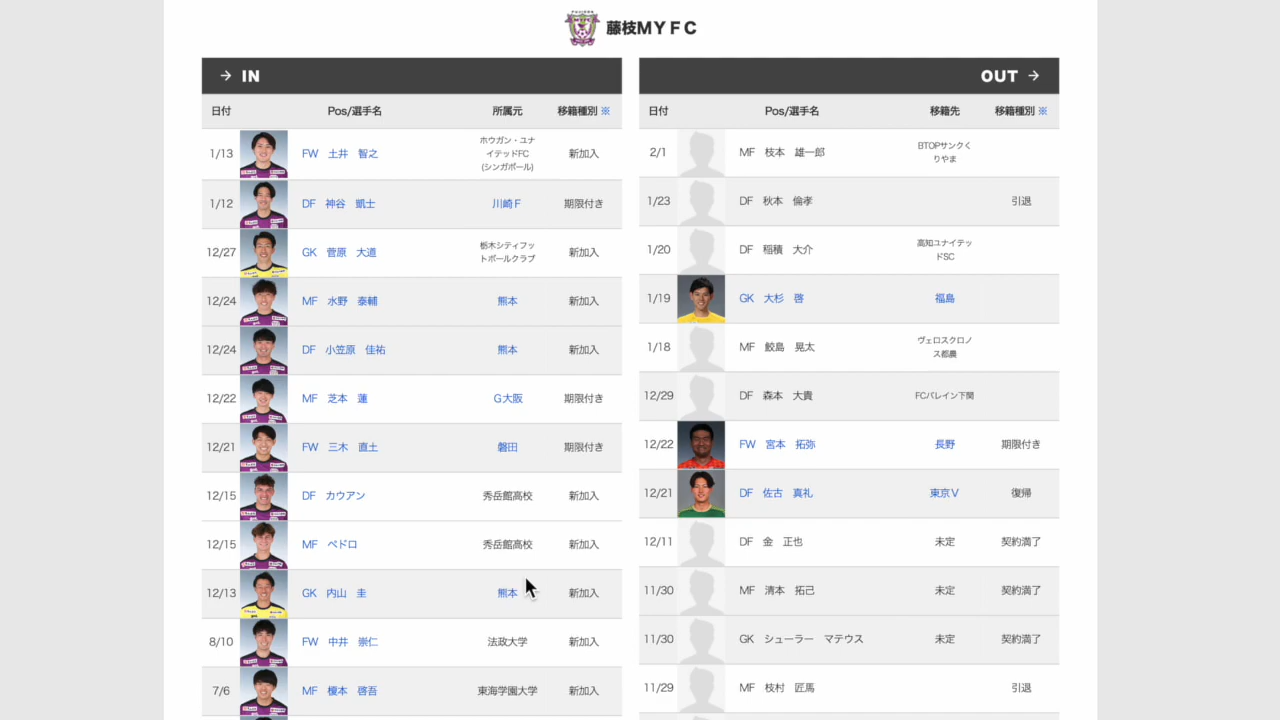 FUJIEDA
藤枝MYFC
→ IN
日付 Pos/選手名 所属元 移籍種別 ※
1/13 FW 土井 智之 ホウガン・ユナ
イテッドFC
(シンガポール) 新加入
1/12 DF 神谷 凱士 川崎F 期限付き
12/27 GK 菅原 大道 栃木シティフッ
トボールクラブ 新加入
12/24 MF 水野 泰輔 熊本 新加入
12/24 DF 小笠原 佳祐 熊本 新加入
12/22 MF 芝本 蓮 G大阪 期限付き
12/21 FW 三木 直土 磐田 期限付き
12/15 DF カウアン 秀岳館高校 新加入
12/15 MF ペドロ 秀岳館高校 新加入
12/13 GK 内山 圭 熊本 新加入
8/10 FW 中井 崇仁 法政大学 新加入
7/6 MF 榎本 啓吾 東海学園大学 新加入
OUT →
日付 Pos/選手名 移籍先 移籍種別 ※
2/1 MF 枝本 雄一郎 BTOPサンクく
りやま
1/23 DF 秋本 倫孝 引退
1/20 DF 稲積 大介 高知ユナイテッ
ドSC
1/19 GK 大杉 啓 福島
1/18 MF 鮫島 晃太 ヴェロスクロノ
ス都農
12/29 DF 森本 大貴 FCバレイン下関
12/22 FW 宮本 拓弥 長野 期限付き
12/21 DF 佐古 真礼 東京V 復帰
12/11 DF 金 正也 未定 契約満了
11/30 MF 清本 拓己 未定 契約満了
11/30 GK シューラー マテウス 未定 契約満了
11/29 MF 枝村 匠馬 引退